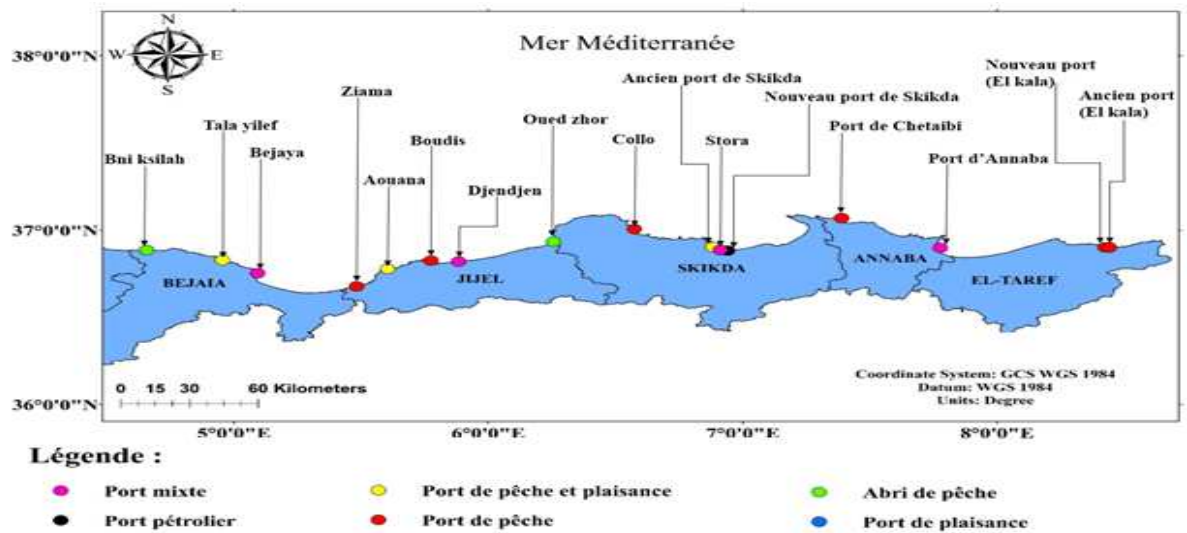 N
W
E
S
Mer Méditerranée
38°0'0"N
37°0'0"N
36°0'0"N
Bni ksilah
Tala yilef
Bejaya
Ziama
Aouana
Boudis
Djendjen
Oued zhor
Collo
Ancien port de Skikda
Stora
Nouveau port de Skikda
Port de Chetaibi
Port d'Annaba
Nouveau port
(El kala)
Ancien port
(El kala)
BEJAIA
JIJEL
SKIKDA
ANNABA
EL-TAREF
0 15 30 60 Kilometers
Coordinate System: GCS WGS 1984
Datum: WGS 1984
Units: Degree
5°0'0"E
6°0'0"E
7°0'0"E
8°0'0"E
Légende :
Port mixte
Port de pêche et plaisance
Abri de pêche
Port pétrolier
Port de pêche
Port de plaisance